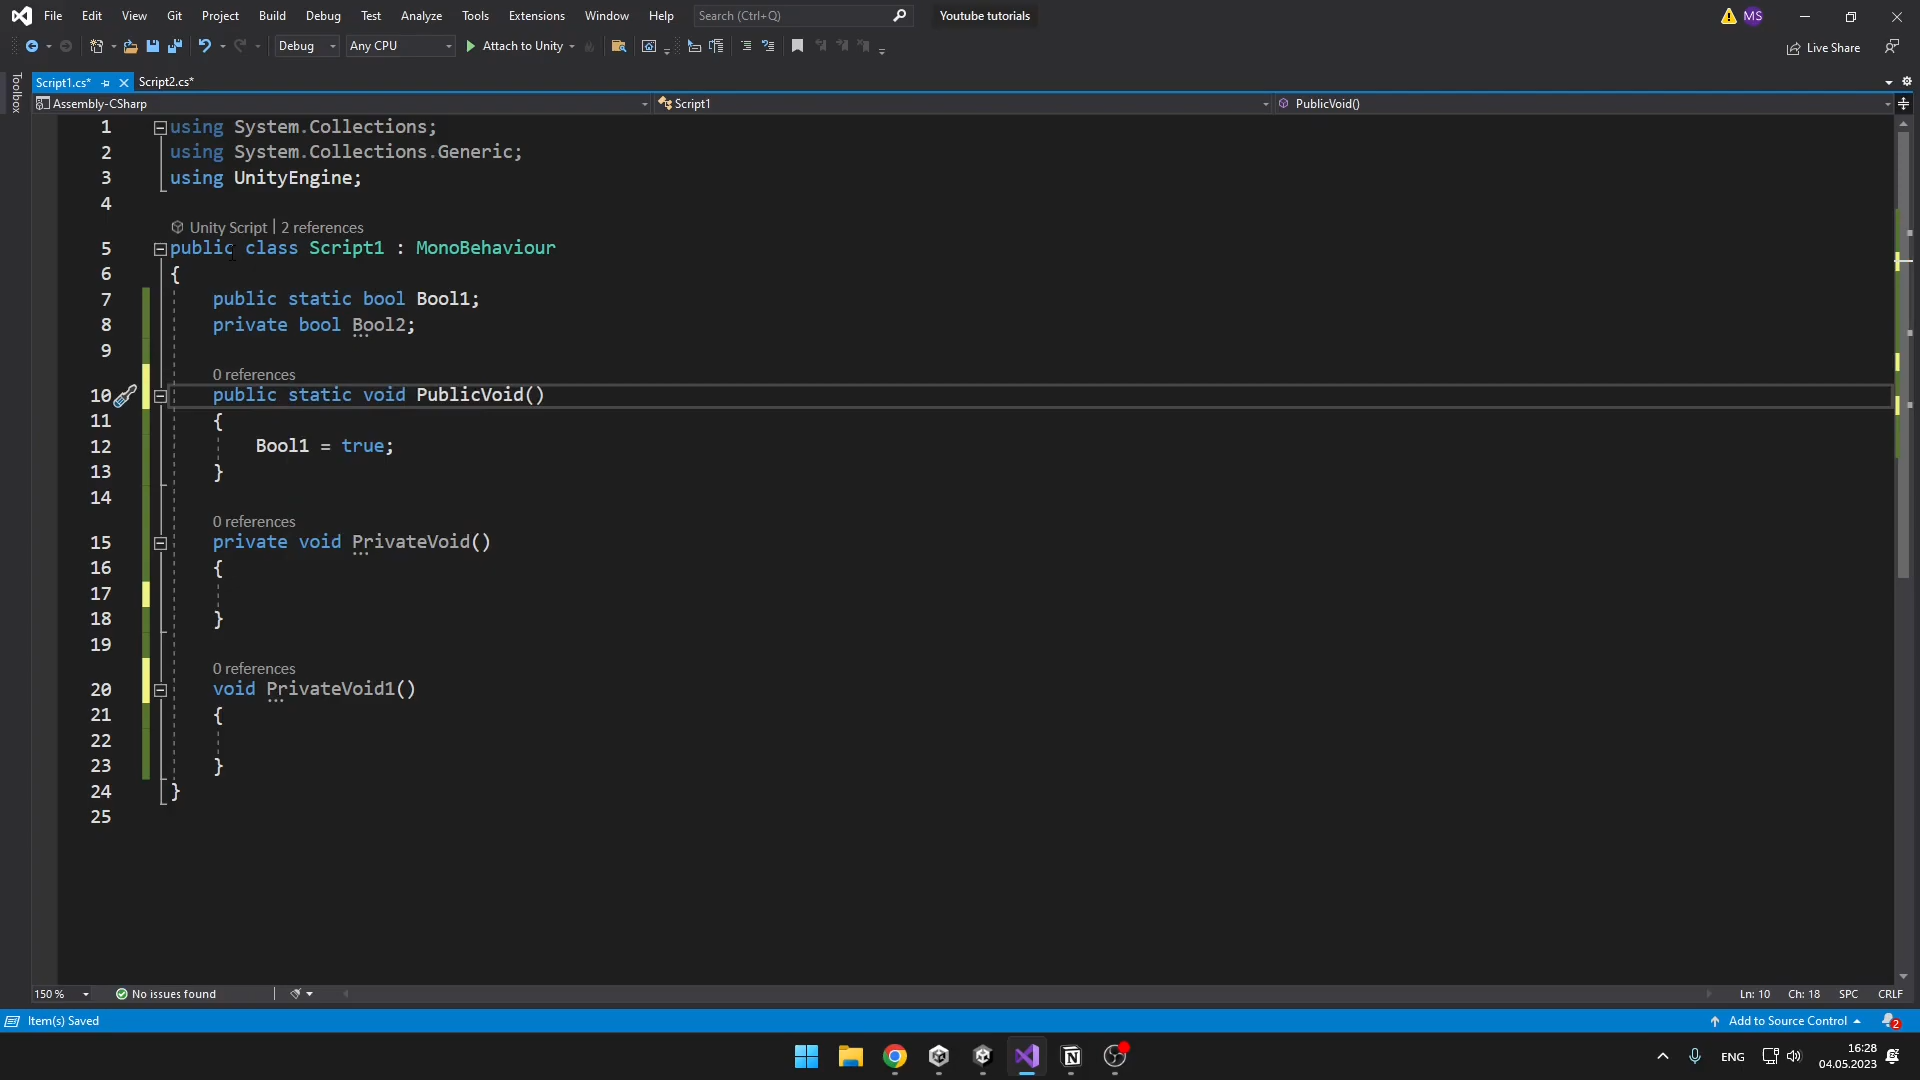 File Edit View Git Project Build Debug Test Analyze Tools Extensions Window Help Search (Ctrl+Q) Youtube tutorials MS
Debug Any CPU Attach to Unity Live Share
Toolbox
Script1.cs* Script2.cs*
Assembly-CSharp Script1 PublicVoid()
1 using System.Collections;
2 using System.Collections.Generic;
3 using UnityEngine;
4
Unity Script | 2 references
5 public class Script1 : MonoBehaviour
6 {
7 public static bool Bool1;
8 private bool Bool2;
9
0 references
10 public static void PublicVoid()
11 {
12 Bool1 = true;
13 }
14
0 references
15 private void PrivateVoid()
16 {
17
18 }
19
0 references
20 void PrivateVoid1()
21 {
22
23 }
24 }
25
150 % No issues found Ln: 10 Ch: 18 SPC CRLF
Item(s) Saved Add to Source Control 2
ENG 16:28
04.05.2023